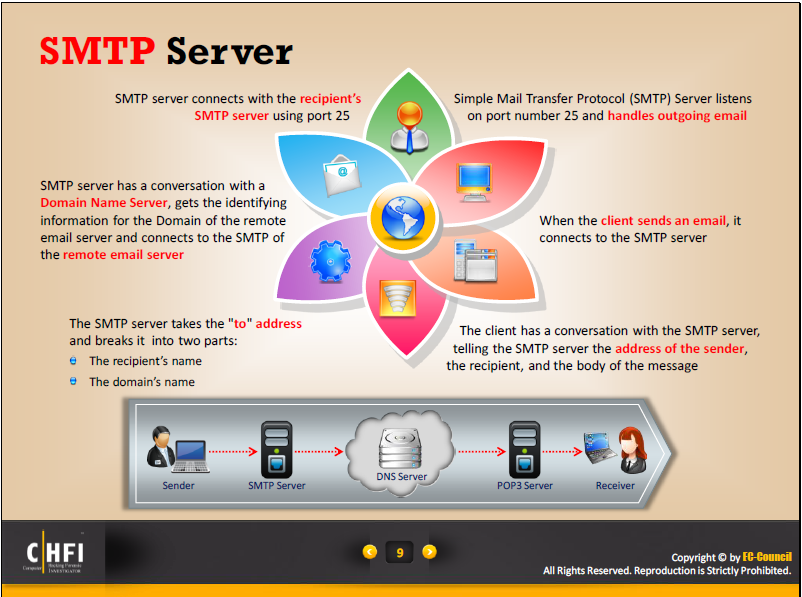 SMTP Server
SMTP server connects with the recipient's
SMTP server using port 25
Simple Mail Transfer Protocol (SMTP) Server listens
on port number 25 and handles outgoing email
SMTP server has a conversation with a
Domain Name Server, gets the identifying
information for the Domain of the remote
email server and connects to the SMTP of
the remote email server
When the client sends an email, it
connects to the SMTP server
The SMTP server takes the "to" address
and breaks it into two parts:
The recipient's name
The domain's name
The client has a conversation with the SMTP server,
telling the SMTP server the address of the sender,
the recipient, and the body of the message
Sender
SMTP Server
DNS Server
POP3 Server
Receiver
CHFI
Computer Hacking Forensic
INVESTIGATOR
9
Copyright © by EC-Council
All Rights Reserved. Reproduction is Strictly Prohibited.